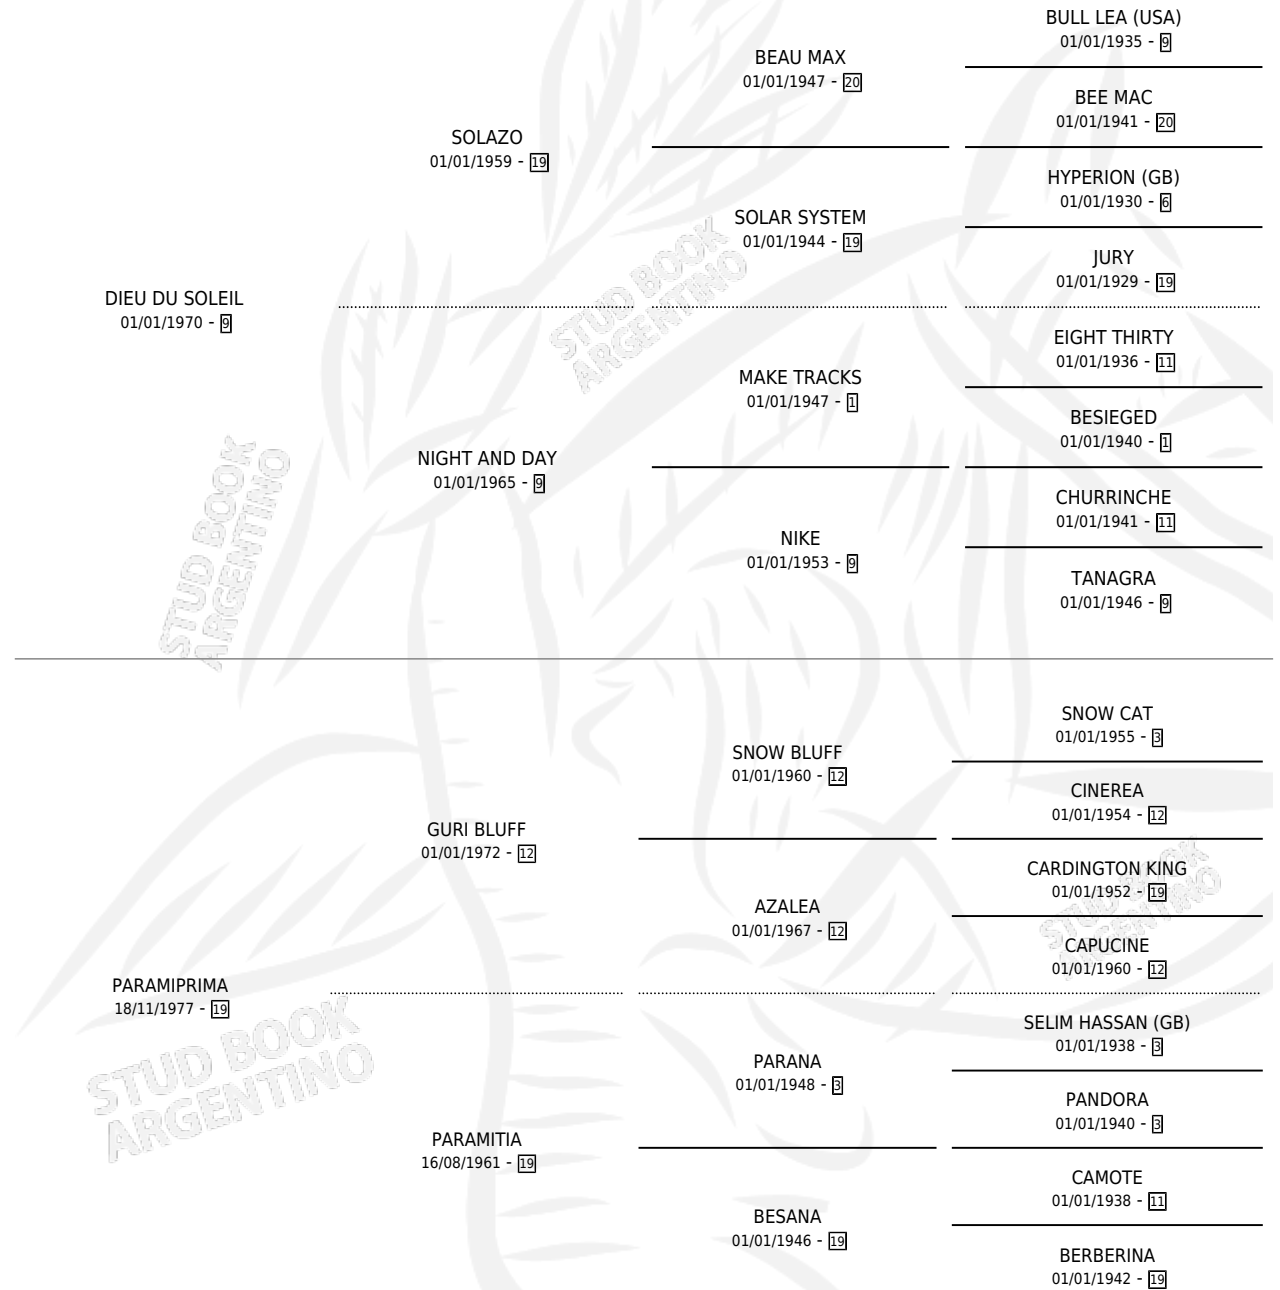 BULL LEA (USA)
01/01/1935 - 9
BEAU MAX
01/01/1947 - 20
BEE MAC
01/01/1941 - 20
SOLAZO
01/01/1959 - 19
HYPERION (GB)
01/01/1930 - 6
SOLAR SYSTEM
01/01/1944 - 19
JURY
01/01/1929 - 19
STUD BOOK
ARGENTINO
DIEU DU SOLEIL
01/01/1970 - 9
EIGHT THIRTY
01/01/1936 - 11
MAKE TRACKS
01/01/1947 - 1
BESIEGED
01/01/1940 - 1
NIGHT AND DAY
01/01/1965 - 9
CHURRINCHE
01/01/1941 - 11
NIKE
01/01/1953 - 9
TANAGRA
01/01/1946 - 9
STUD BOOK
ARGENTINO
SNOW CAT
01/01/1955 - 3
SNOW BLUFF
01/01/1960 - 12
CINEREA
01/01/1954 - 12
GURI BLUFF
01/01/1972 - 12
CARDINGTON KING
01/01/1952 - 19
AZALEA
01/01/1967 - 12
STUD BOOK
ARGENTINO
CAPUCINE
01/01/1960 - 12
PARAMIPRIMA
18/11/1977 - 19
STUD BOOK
ARGENTINO
SELIM HASSAN (GB)
01/01/1938 - 3
PARANA
01/01/1948 - 3
PANDORA
01/01/1940 - 3
PARAMITIA
16/08/1961 - 19
CAMOTE
01/01/1938 - 11
BESANA
01/01/1946 - 19
BERBERINA
01/01/1942 - 19